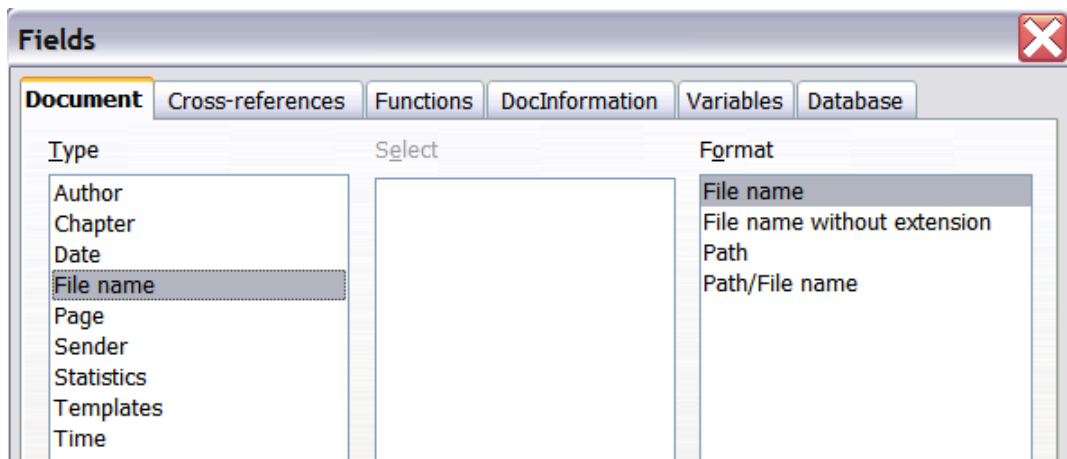 Fields
Document Cross-references Functions DocInformation Variables Database
Type
Author
Chapter
Date
File name
Page
Sender
Statistics
Templates
Time
Select
Format
File name
File name without extension
Path
Path/File name